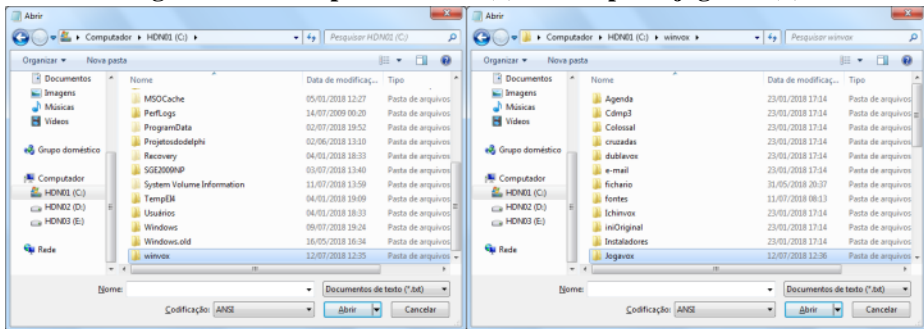 Abrir
Computador ▸ HDN01 (C:) ▸
Pesquisar HDN01 (C:)
Organizar Nova pasta
Documentos
Imagens
Músicas
Vídeos
Grupo doméstico
Computador
HDN01 (C:)
HDN02 (D:)
HDN03 (E:)
Rede
Nome Data de modificaç... Tipo
MSOCache 05/01/2018 12:27 Pasta de arquivos
PerfLogs 14/07/2009 00:20 Pasta de arquivos
ProgramData 02/07/2018 19:52 Pasta de arquivos
Projetosdodelphi 02/06/2018 13:10 Pasta de arquivos
Recovery 04/01/2018 18:33 Pasta de arquivos
SGE2009NP 03/07/2018 13:40 Pasta de arquivos
System Volume Information 11/07/2018 13:59 Pasta de arquivos
TempEI4 04/01/2018 19:09 Pasta de arquivos
Usuários 04/01/2018 18:33 Pasta de arquivos
Windows 09/07/2018 19:24 Pasta de arquivos
Windows.old 16/05/2018 16:34 Pasta de arquivos
winvox 12/07/2018 12:35 Pasta de arquivos
Nome: Documentos de texto (*.txt)
Codificação: ANSI Abrir Cancelar
Abrir
Computador ▸ HDN01 (C:) ▸ winvox ▸
Pesquisar winvox
Organizar Nova pasta
Documentos
Imagens
Músicas
Vídeos
Grupo doméstico
Computador
HDN01 (C:)
HDN02 (D:)
HDN03 (E:)
Rede
Nome Data de modificaç... Tipo
Agenda 23/01/2018 17:14 Pasta de arquivos
Cdmp3 23/01/2018 17:14 Pasta de arquivos
Colossal 23/01/2018 17:14 Pasta de arquivos
cruzadas 23/01/2018 17:14 Pasta de arquivos
dublavox 23/01/2018 17:14 Pasta de arquivos
e-mail 23/01/2018 17:14 Pasta de arquivos
fichario 31/05/2018 20:37 Pasta de arquivos
fontes 11/07/2018 08:13 Pasta de arquivos
Ichinvox 23/01/2018 17:14 Pasta de arquivos
iniOriginal 23/01/2018 17:14 Pasta de arquivos
Instaladores 23/01/2018 17:14 Pasta de arquivos
Jogavox 12/07/2018 12:36 Pasta de arquivos
Nome: Documentos de texto (*.txt)
Codificação: ANSI Abrir Cancelar